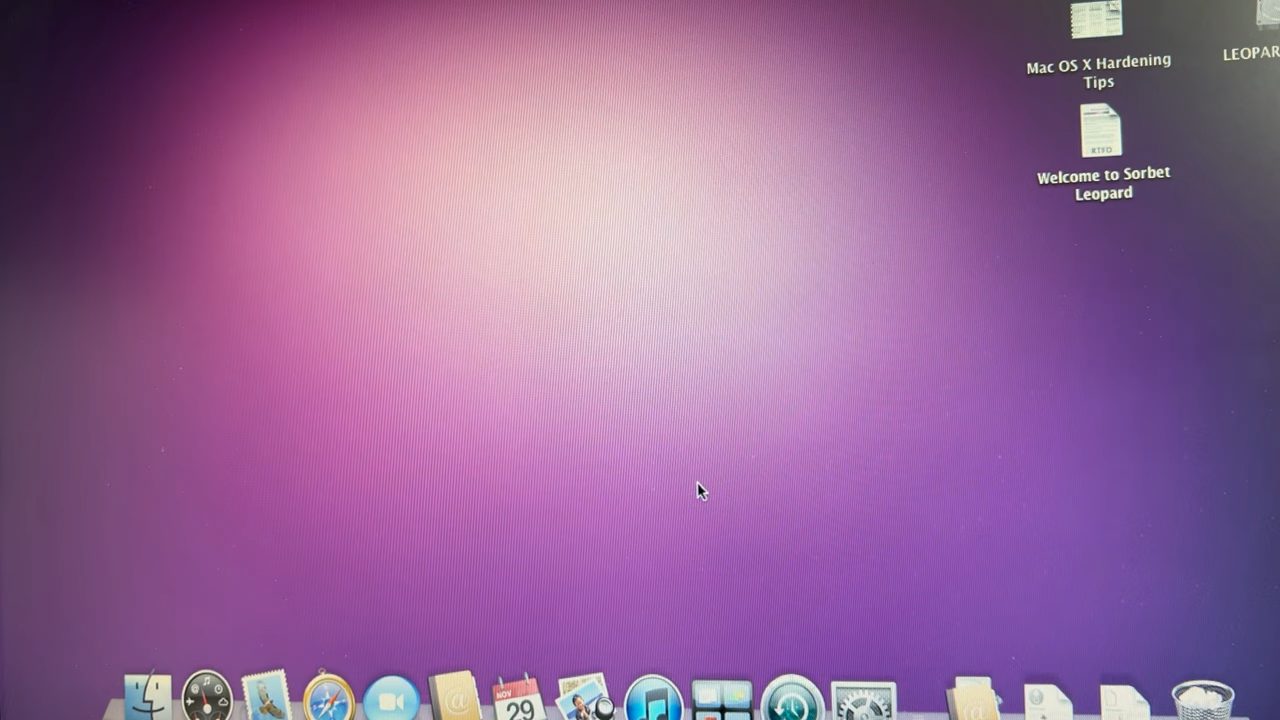 Mac OS X Hardening
Tips
LEOPAR
RTFD
Welcome to Sorbet
Leopard
NOV
29
@
@